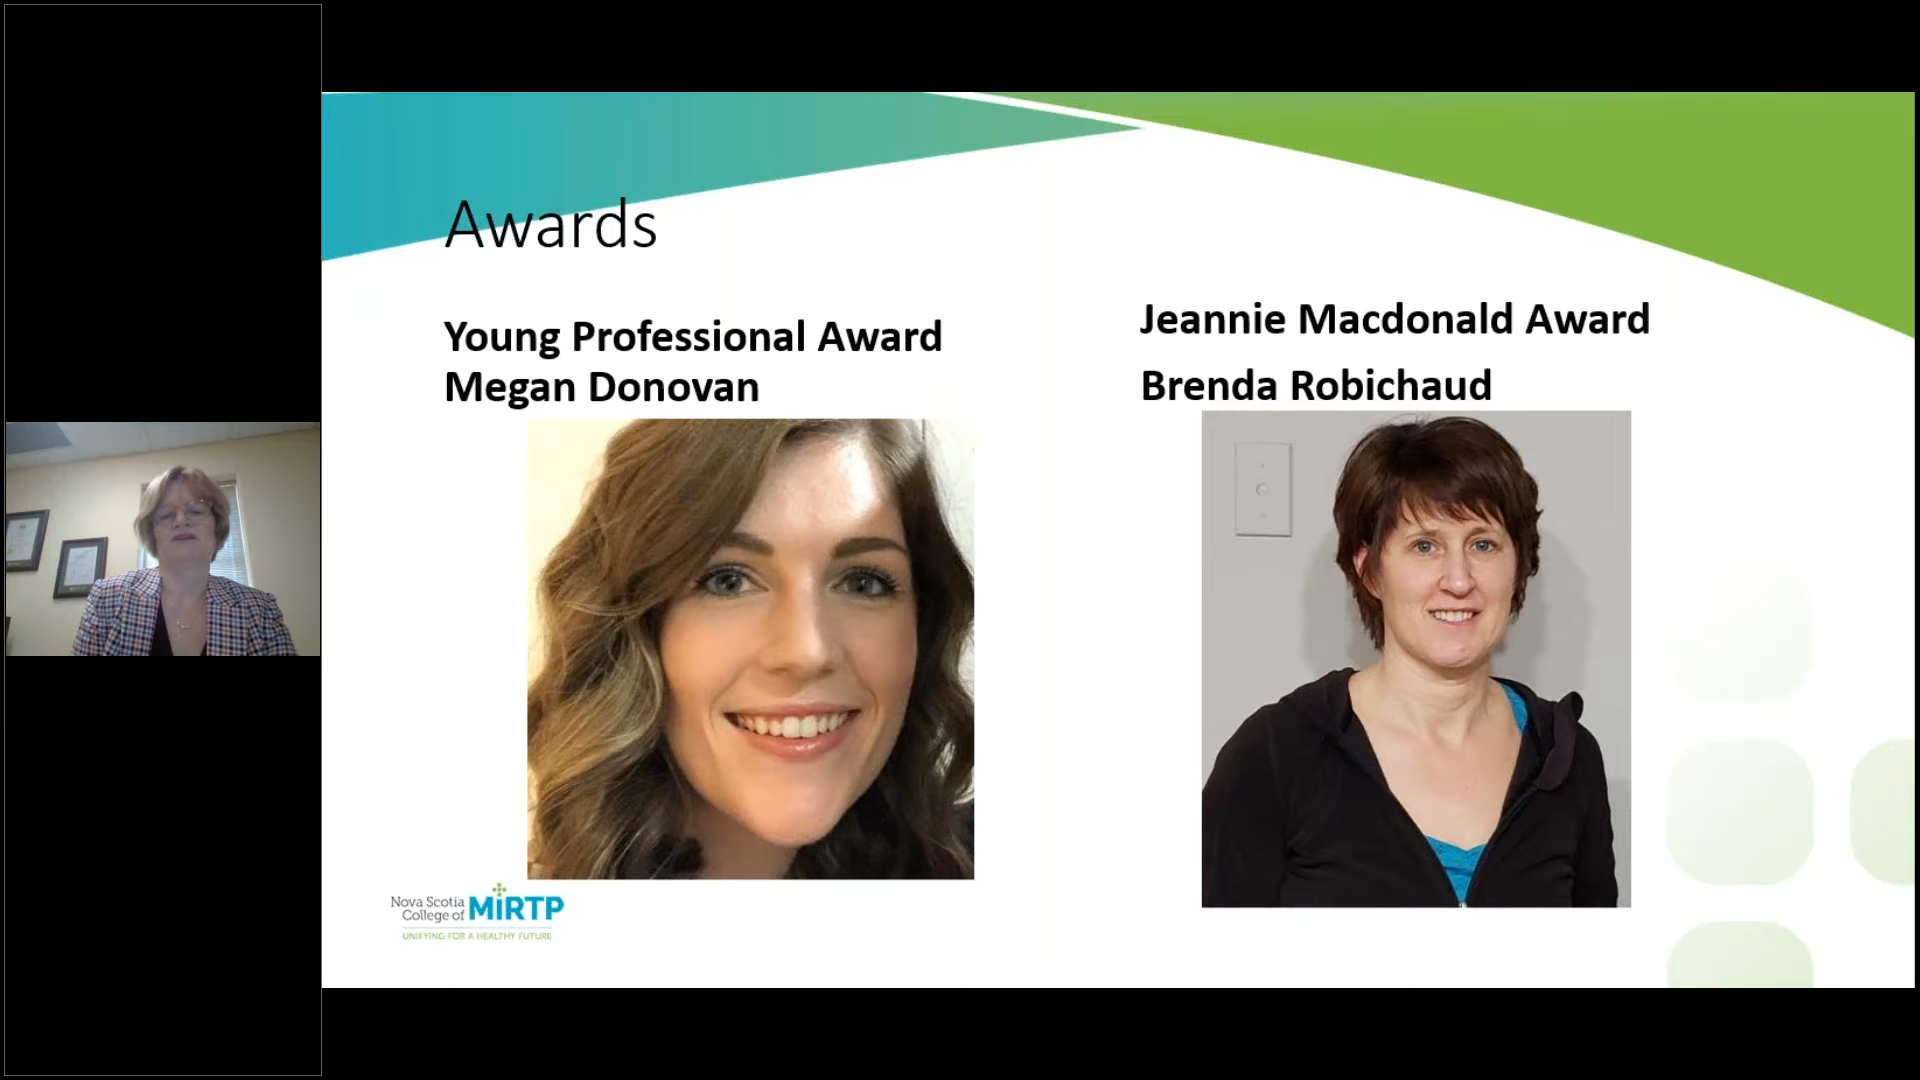 Awards
Young Professional Award
Megan Donovan
Jeannie Macdonald Award
Brenda Robichaud
Nova Scotia
College of MiRTP
UNIFYING FOR A HEALTHY FUTURE